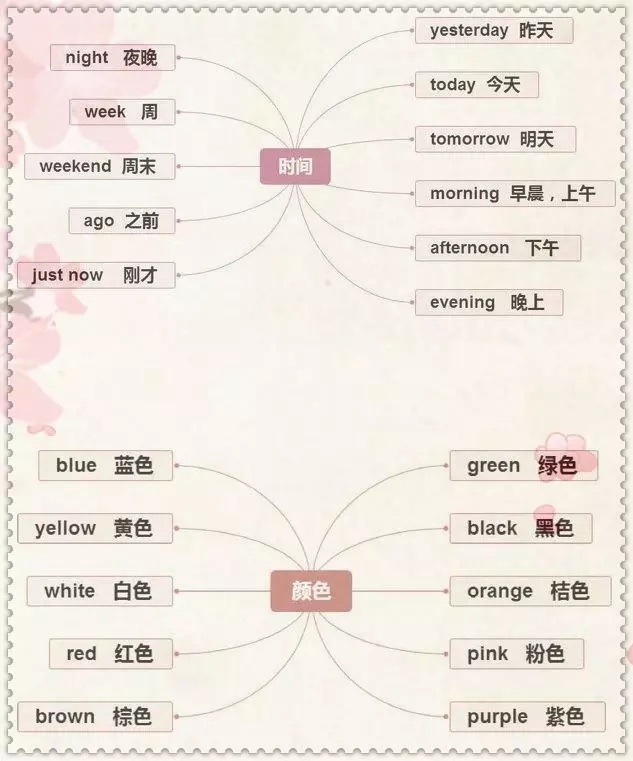 night 夜晚
week 周
weekend 周末
ago 之前
just now 刚才
时间
yesterday 昨天
today 今天
tomorrow 明天
morning 早晨，上午
afternoon 下午
evening 晚上
blue 蓝色
yellow 黄色
white 白色
red 红色
brown 棕色
颜色
green 绿色
black 黑色
orange 桔色
pink 粉色
purple 紫色